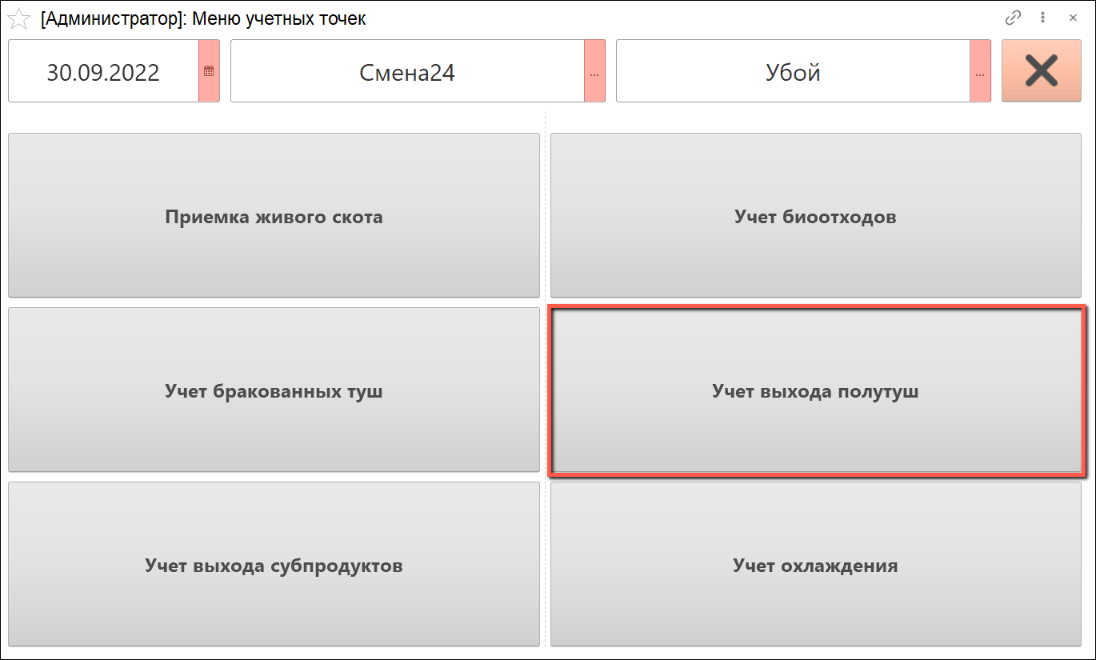 [Администратор]: Меню учетных точек
30.09.2022
Смена24
...
Убой
...
Приемка живого скота
Учет биоотходов
Учет бракованных туш
Учет выхода полутуш
Учет выхода субпродуктов
Учет охлаждения